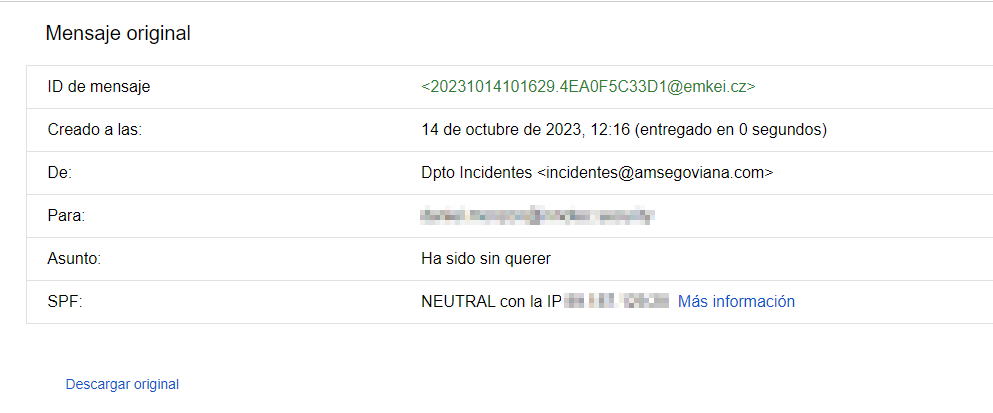 Mensaje original
ID de mensaje <20231014101629.4EA0F5C33D1@emkei.cz>
Creado a las: 14 de octubre de 2023, 12:16 (entregado en 0 segundos)
De: Dpto Incidentes <incidentes@amsegoviana.com>
Para:
Asunto: Ha sido sin querer
SPF: NEUTRAL con la IP Más información
Descargar original